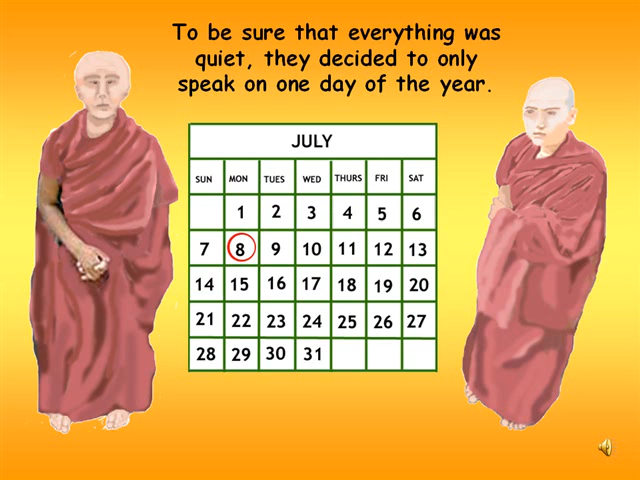 To be sure that everything was
quiet, they decided to only
speak on one day of the year.
JULY
SUN MON TUES WED THURS FRI SAT
1 2 3 4 5 6
7 8 9 10 11 12 13
14 15 16 17 18 19 20
21 22 23 24 25 26 27
28 29 30 31